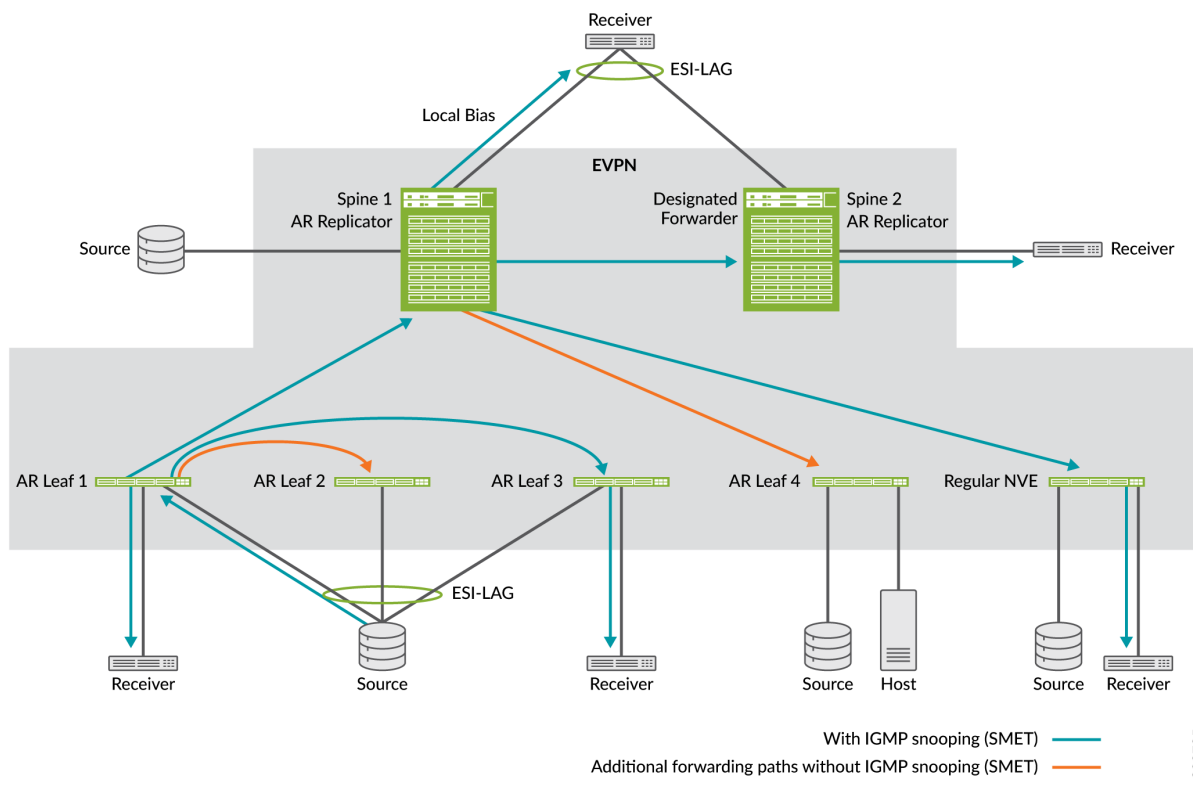 Receiver
ESI-LAG
Local Bias
EVPN
Spine 1
AR Replicator
Designated
Forwarder
Spine 2
AR Replicator
Source
Receiver
AR Leaf 1
AR Leaf 2
AR Leaf 3
AR Leaf 4
Regular NVE
ESI-LAG
Receiver
Source
Receiver
Source
Host
Source
Receiver
With IGMP snooping (SMET)
Additional forwarding paths without IGMP snooping (SMET)